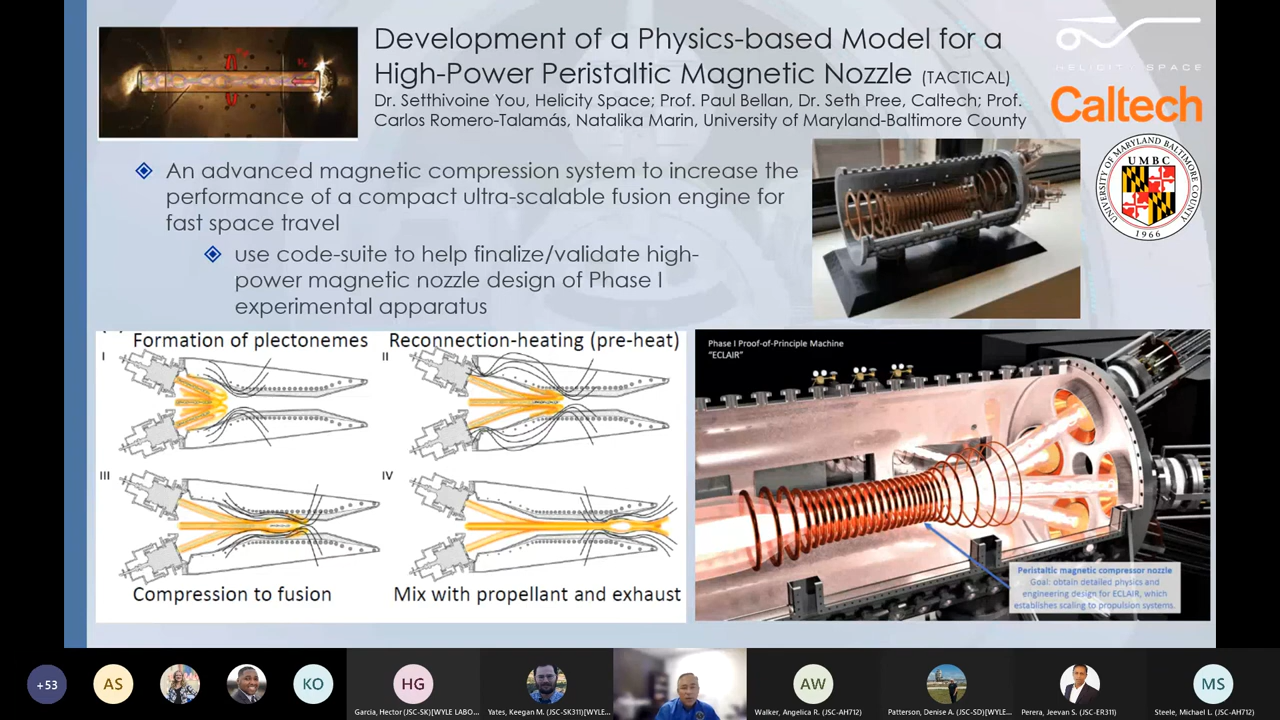 Development of a Physics-based Model for a
High-Power Peristaltic Magnetic Nozzle (TACTICAL)
Dr. Setthivoine You, Helicity Space; Prof. Paul Bellan, Dr. Seth Pree, Caltech; Prof.
Carlos Romero-Talamás, Natalika Marin, University of Maryland-Baltimore County
HELICITY SPACE
Caltech
UNIVERSITY OF MARYLAND BALTIMORE COUNTY
UMBC
1966
An advanced magnetic compression system to increase the
performance of a compact ultra-scalable fusion engine for
fast space travel
use code-suite to help finalize/validate high-
power magnetic nozzle design of Phase I
experimental apparatus
Formation of plectonemes
Reconnection-heating (pre-heat)
I
II
III
IV
Compression to fusion
Mix with propellant and exhaust
Phase I Proof-of-Principle Machine
"ECLAIR"
Peristaltic magnetic compressor nozzle
Goal: obtain detailed physics and
engineering design for ECLAIR, which
establishes scaling to propulsion systems.
+53
AS
KO
HG
AW
MS
Garcia, Hector (JSC-SK)[WYLE LABO...
Yates, Keegan M. (JSC-SK311)[WYLE...
Walker, Angelica R. (JSC-AH712)
Patterson, Denise A. (JSC-SD)[WYLE...
Perera, Jeevan S. (JSC-ER311)
Steele, Michael L. (JSC-AH712)